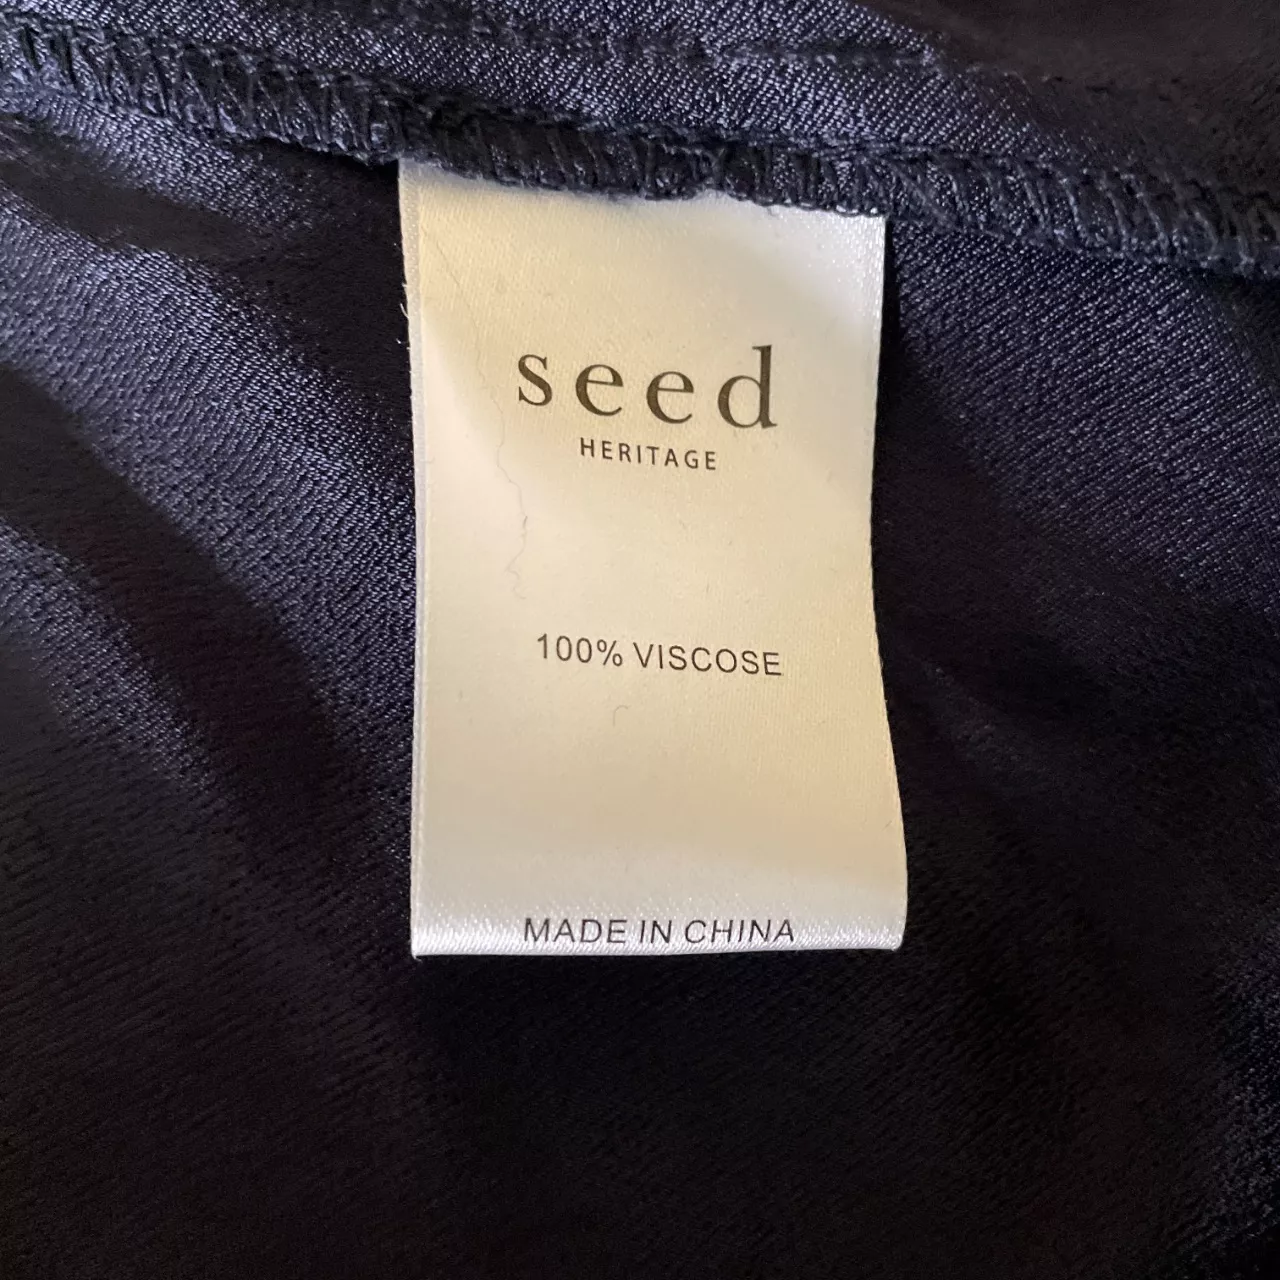 seed
HERITAGE
100% VISCOSE
MADE IN CHINA